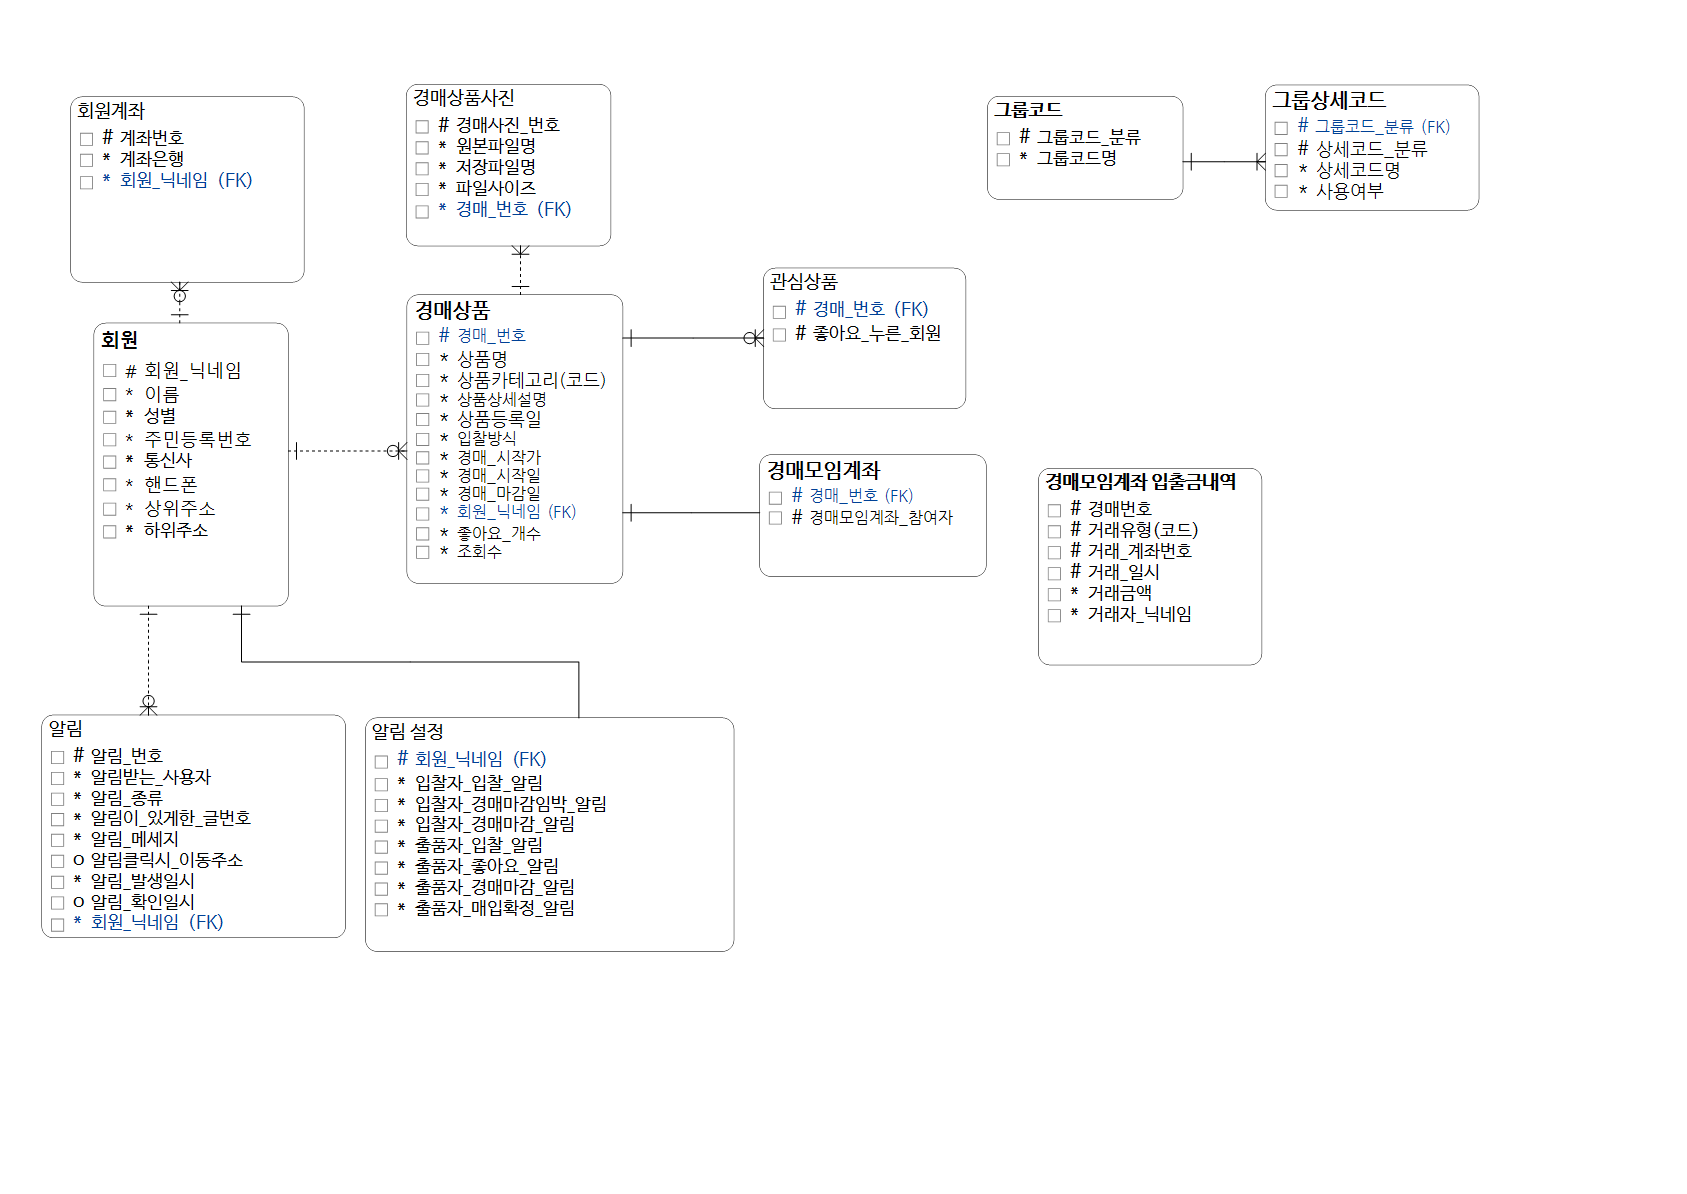 회원계좌
# 계좌번호
* 계좌은행
* 회원_닉네임 (FK)
경매상품사진
# 경매사진_번호
* 원본파일명
* 저장파일명
* 파일사이즈
* 경매_번호 (FK)
그룹코드
# 그룹코드_분류
* 그룹코드명
그룹상세코드
# 그룹코드_분류 (FK)
# 상세코드_분류
* 상세코드명
* 사용여부
회원
# 회원_닉네임
* 이름
* 성별
* 주민등록번호
* 통신사
* 핸드폰
* 상위주소
* 하위주소
경매상품
# 경매_번호
* 상품명
* 상품카테고리(코드)
* 상품상세설명
* 상품등록일
* 입찰방식
* 경매_시작가
* 경매_시작일
* 경매_마감일
* 회원_닉네임 (FK)
* 좋아요_개수
* 조회수
관심상품
# 경매_번호 (FK)
# 좋아요_누른_회원
경매모임계좌
# 경매_번호 (FK)
# 경매모임계좌_참여자
경매모임계좌 입출금내역
# 경매번호
# 거래유형(코드)
# 거래_계좌번호
# 거래_일시
* 거래금액
* 거래자_닉네임
알림
# 알림_번호
* 알림받는_사용자
* 알림_종류
* 알림이_있게한_글번호
* 알림_메세지
o 알림클릭시_이동주소
* 알림_발생일시
o 알림_확인일시
* 회원_닉네임 (FK)
알림 설정
# 회원_닉네임 (FK)
* 입찰자_입찰_알림
* 입찰자_경매마감임박_알림
* 입찰자_경매마감_알림
* 출품자_입찰_알림
* 출품자_좋아요_알림
* 출품자_경매마감_알림
* 출품자_매입확정_알림